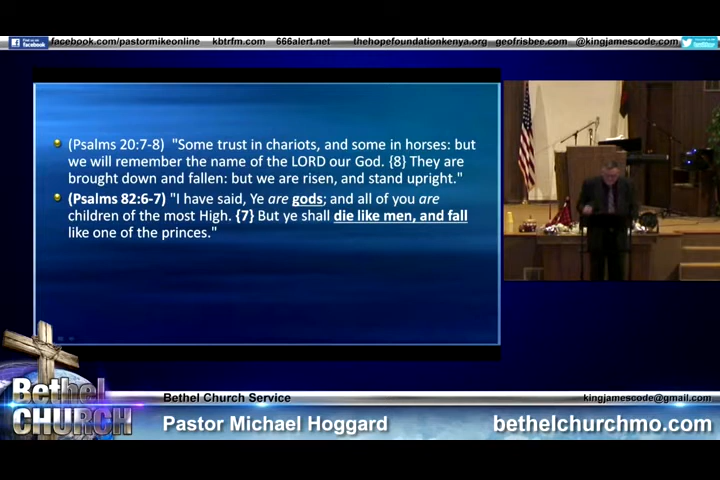 facebook.com/pastormikeonline kbtrfm.com 666alert.net thehopefoundationkenya.org geofrisbee.com @kingjamescode.com
(Psalms 20:7-8) "Some trust in chariots, and some in horses: but
we will remember the name of the LORD our God. {8} They are
brought down and fallen: but we are risen, and stand upright."
(Psalms 82:6-7) "I have said, Ye are gods; and all of you are
children of the most High. {7} But ye shall die like men, and fall
like one of the princes."
Bethel
CHURCH
Bethel Church Service
kingjamescode@gmail.com
Pastor Michael Hoggard
bethelchurchmo.com